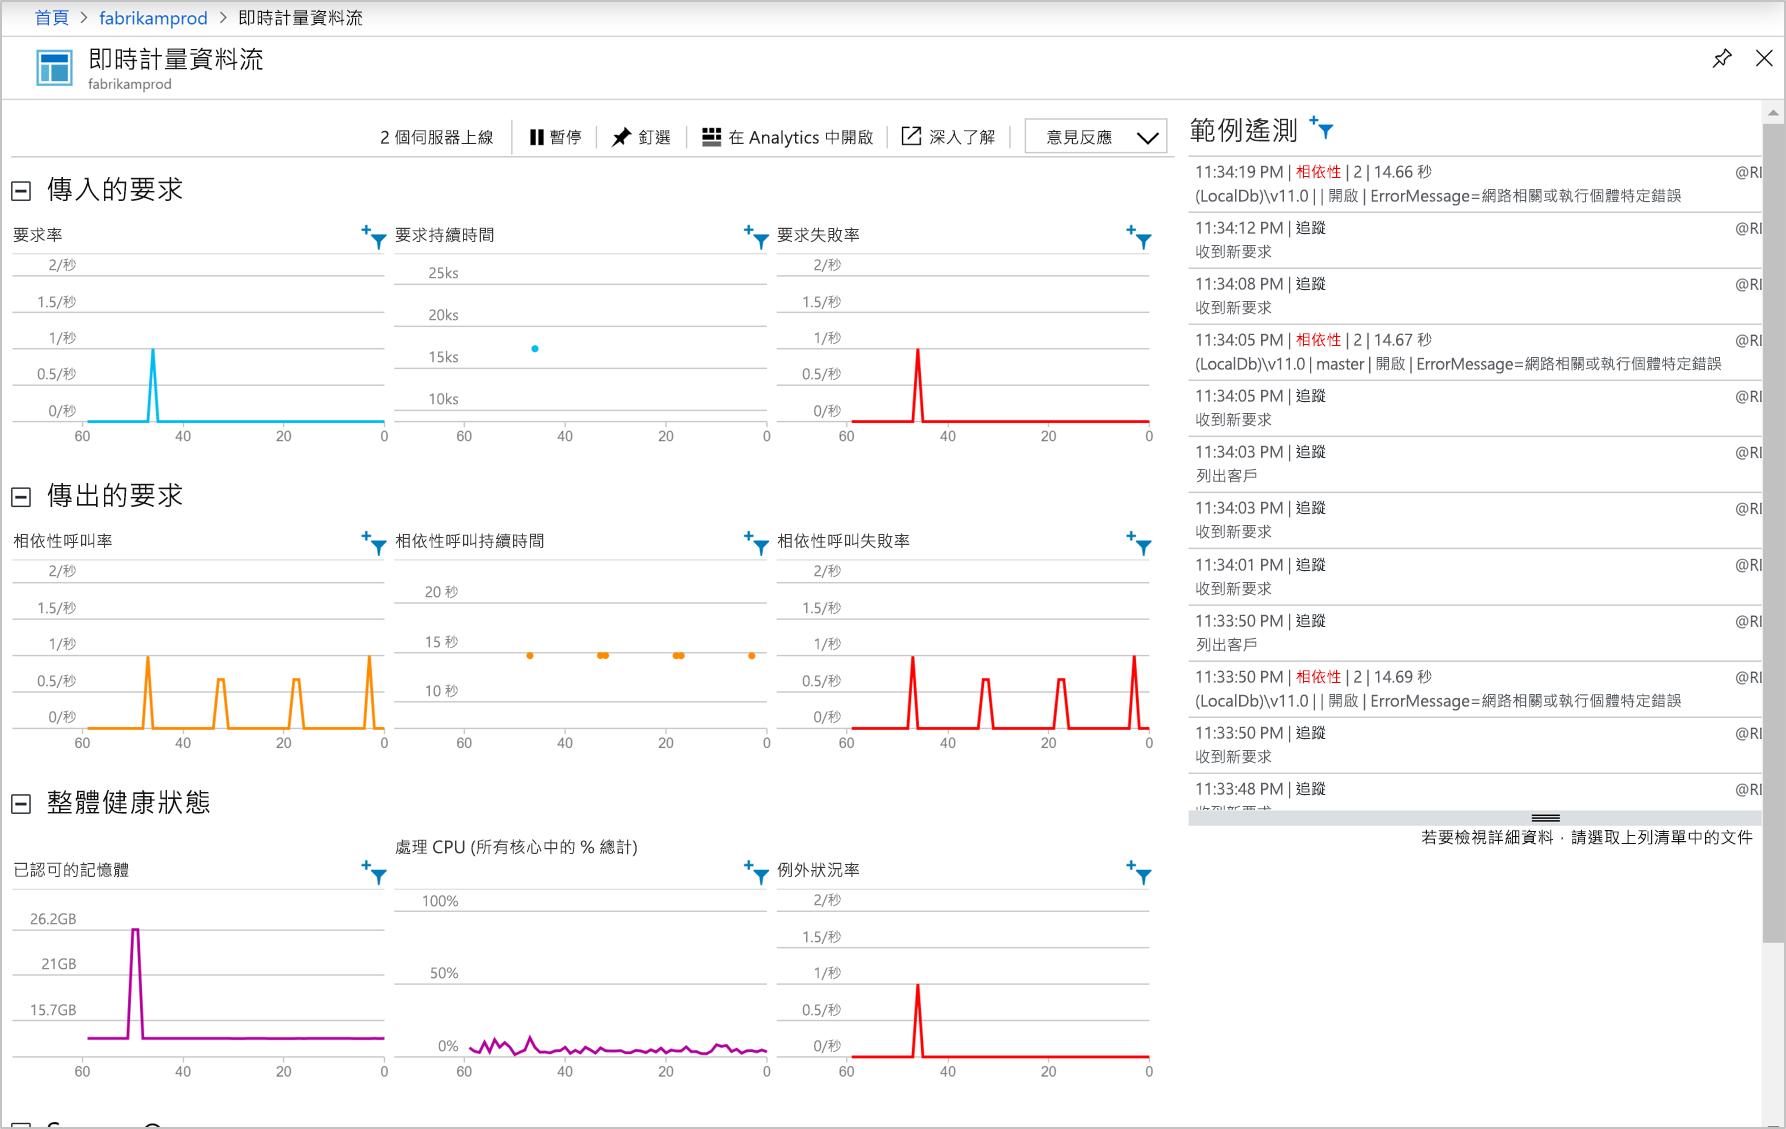 首頁 > fabrikamprod > 即時計量資料流
即時計量資料流
fabrikamprod
2 個伺服器上線
暫停
釘選
在 Analytics 中開啟
深入了解
意見反應
傳入的要求
要求率
2/秒
1.5/秒
1/秒
0.5/秒
0/秒
60 40 20 0
要求持續時間
25ks
20ks
15ks
10ks
60 40 20 0
要求失敗率
2/秒
1.5/秒
1/秒
0.5/秒
0/秒
60 40 20 0
傳出的要求
相依性呼叫率
2/秒
1.5/秒
1/秒
0.5/秒
0/秒
60 40 20 0
相依性呼叫持續時間
20 秒
15 秒
10 秒
60 40 20 0
相依性呼叫失敗率
2/秒
1.5/秒
1/秒
0.5/秒
0/秒
60 40 20 0
整體健康狀態
已認可的記憶體
26.2GB
21GB
15.7GB
60 40 20 0
處理 CPU (所有核心中的 % 總計)
100%
50%
0%
60 40 20 0
例外狀況率
2/秒
1.5/秒
1/秒
0.5/秒
0/秒
60 40 20 0
範例遙測
11:34:19 PM | 相依性 | 2 | 14.66 秒 @RI
(LocalDb)\v11.0 | | 開啟 | ErrorMessage=網路相關或執行個體特定錯誤
11:34:12 PM | 追蹤 @RI
收到新要求
11:34:08 PM | 追蹤 @RI
收到新要求
11:34:05 PM | 相依性 | 2 | 14.67 秒 @RI
(LocalDb)\v11.0 | master | 開啟 | ErrorMessage=網路相關或執行個體特定錯誤
11:34:05 PM | 追蹤 @RI
收到新要求
11:34:03 PM | 追蹤 @RI
列出客戶
11:34:03 PM | 追蹤 @RI
收到新要求
11:34:01 PM | 追蹤 @RI
收到新要求
11:33:50 PM | 追蹤 @RI
列出客戶
11:33:50 PM | 相依性 | 2 | 14.69 秒 @RI
(LocalDb)\v11.0 | | 開啟 | ErrorMessage=網路相關或執行個體特定錯誤
11:33:50 PM | 追蹤 @RI
收到新要求
11:33:48 PM | 追蹤 @RI
若要檢視詳細資料，請選取上列清單中的文件